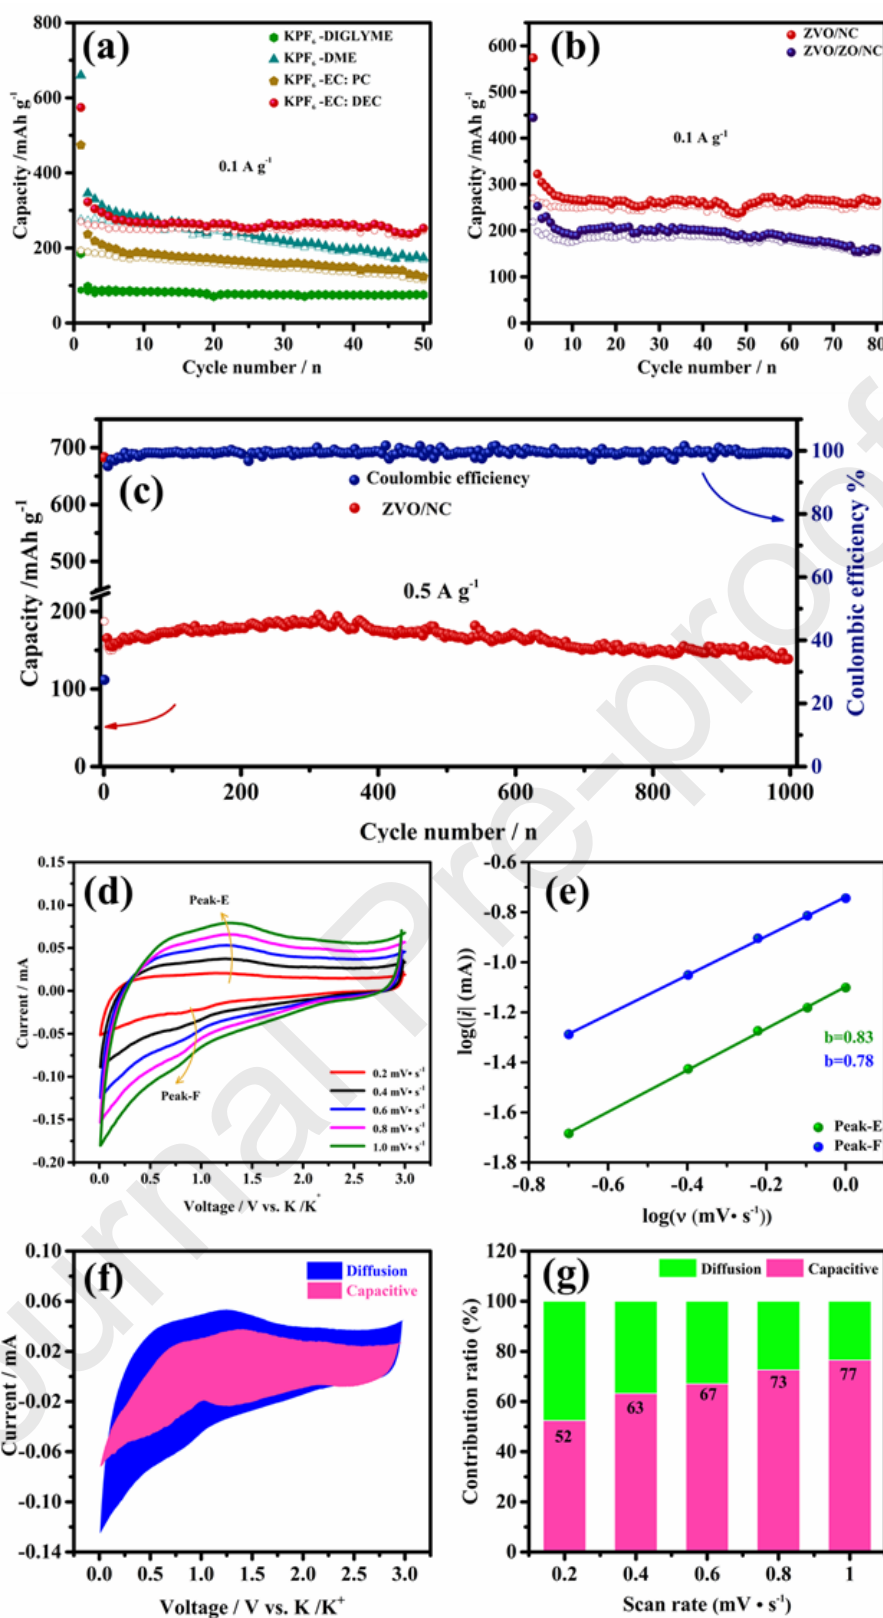 (a)
KPF6 -DIGLYME
KPF6 -DME
KPF6 -EC: PC
KPF6 -EC: DEC
0.1 A g-1
Capacity /mAh g-1
800
600
400
200
0
0 10 20 30 40 50
Cycle number / n
(b)
ZVO/NC
ZVO/ZO/NC
0.1 A g-1
Capacity /mAh g-1
600
550
450
350
300
250
200
150
100
50
0
0 10 20 30 40 50 60 70 80
Cycle number / n
(c)
Coulombic efficiency
ZVO/NC
0.5 A g-1
Capacity /mAh g-1
700
600
500
200
100
0
Coulombic efficiency %
100
80
60
40
20
0
0 200 400 600 800 1000
Cycle number / n
(d)
Peak-E
Peak-F
0.2 mV• s-1
0.4 mV• s-1
0.6 mV• s-1
0.8 mV• s-1
1.0 mV• s-1
Current / mA
0.15
0.10
0.05
0.00
-0.05
-0.10
-0.15
-0.20
0.0 0.5 1.0 1.5 2.0 2.5 3.0
Voltage / V vs. K /K+
(e)
b=0.83
b=0.78
Peak-E
Peak-F
log(|i| (mA))
-0.6
-0.8
-1.0
-1.2
-1.4
-1.6
-1.8
-0.8 -0.6 -0.4 -0.2 0.0
log(ν (mV• s-1))
(f)
Diffusion
Capacitive
Current / mA
0.10
0.06
0.02
-0.02
-0.06
-0.10
-0.14
0.0 0.5 1.0 1.5 2.0 2.5 3.0
Voltage / V vs. K /K+
(g)
Diffusion
Capacitive
52
63
67
73
77
Contribution ratio (%)
120
100
80
60
40
20
0
0.2 0.4 0.6 0.8 1
Scan rate (mV • s-1)
Journal Pre-proof